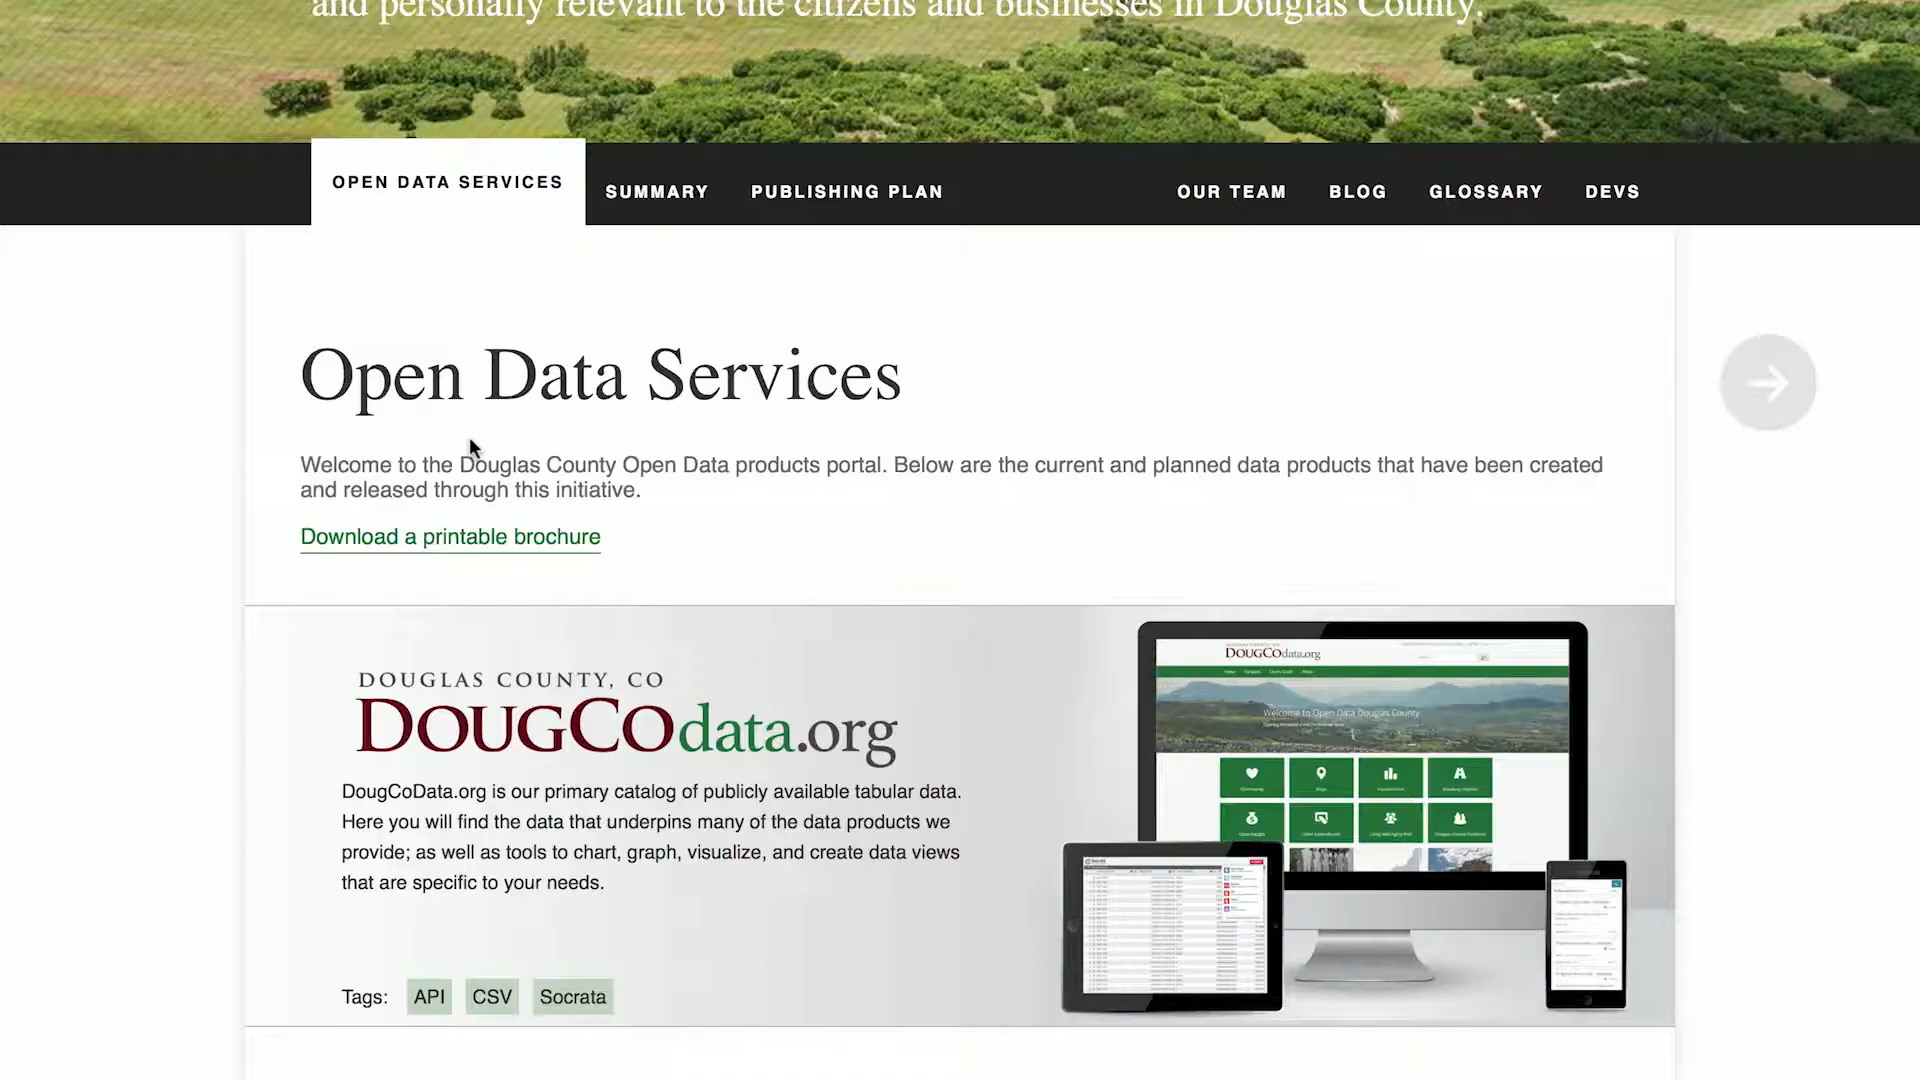 and personally relevant to the citizens and businesses in Douglas County.
OPEN DATA SERVICES
SUMMARY
PUBLISHING PLAN
OUR TEAM
BLOG
GLOSSARY
DEVS
Open Data Services
Welcome to the Douglas County Open Data products portal. Below are the current and planned data products that have been created
and released through this initiative.
Download a printable brochure
DOUGLAS COUNTY, CO
DOUGCOdata.org
DougCoData.org is our primary catalog of publicly available tabular data.
Here you will find the data that underpins many of the data products we
provide; as well as tools to chart, graph, visualize, and create data views
that are specific to your needs.
Tags: API CSV Socrata
DOUGCOdata.org
Welcome to Open Data Douglas County